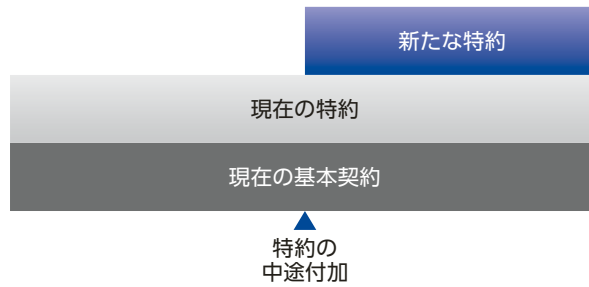 新たな特約
現在の特約
現在の基本契約
特約の
中途付加